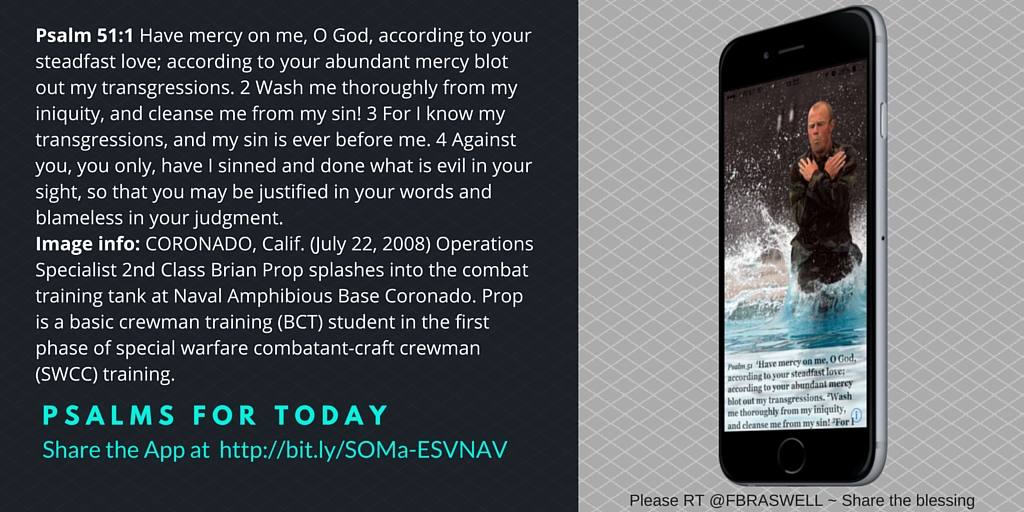 Psalm 51:1 Have mercy on me, O God, according to your
steadfast love; according to your abundant mercy blot
out my transgressions. 2 Wash me thoroughly from my
iniquity, and cleanse me from my sin! 3 For I know my
transgressions, and my sin is ever before me. 4 Against
you, you only, have I sinned and done what is evil in your
sight, so that you may be justified in your words and
blameless in your judgment.
Image info: CORONADO, Calif. (July 22, 2008) Operations
Specialist 2nd Class Brian Prop splashes into the combat
training tank at Naval Amphibious Base Coronado. Prop
is a basic crewman training (BCT) student in the first
phase of special warfare combatant-craft crewman
(SWCC) training.
PSALMS FOR TODAY
Share the App at http://bit.ly/SOMa-ESVNAV
Psalm 51 1Have mercy on me, O God,
according to your steadfast love;
according to your abundant mercy
blot out my transgressions. 2Wash
me thoroughly from my iniquity,
and cleanse me from my sin! 3For I
Please RT @FBRASWELL ~ Share the blessing